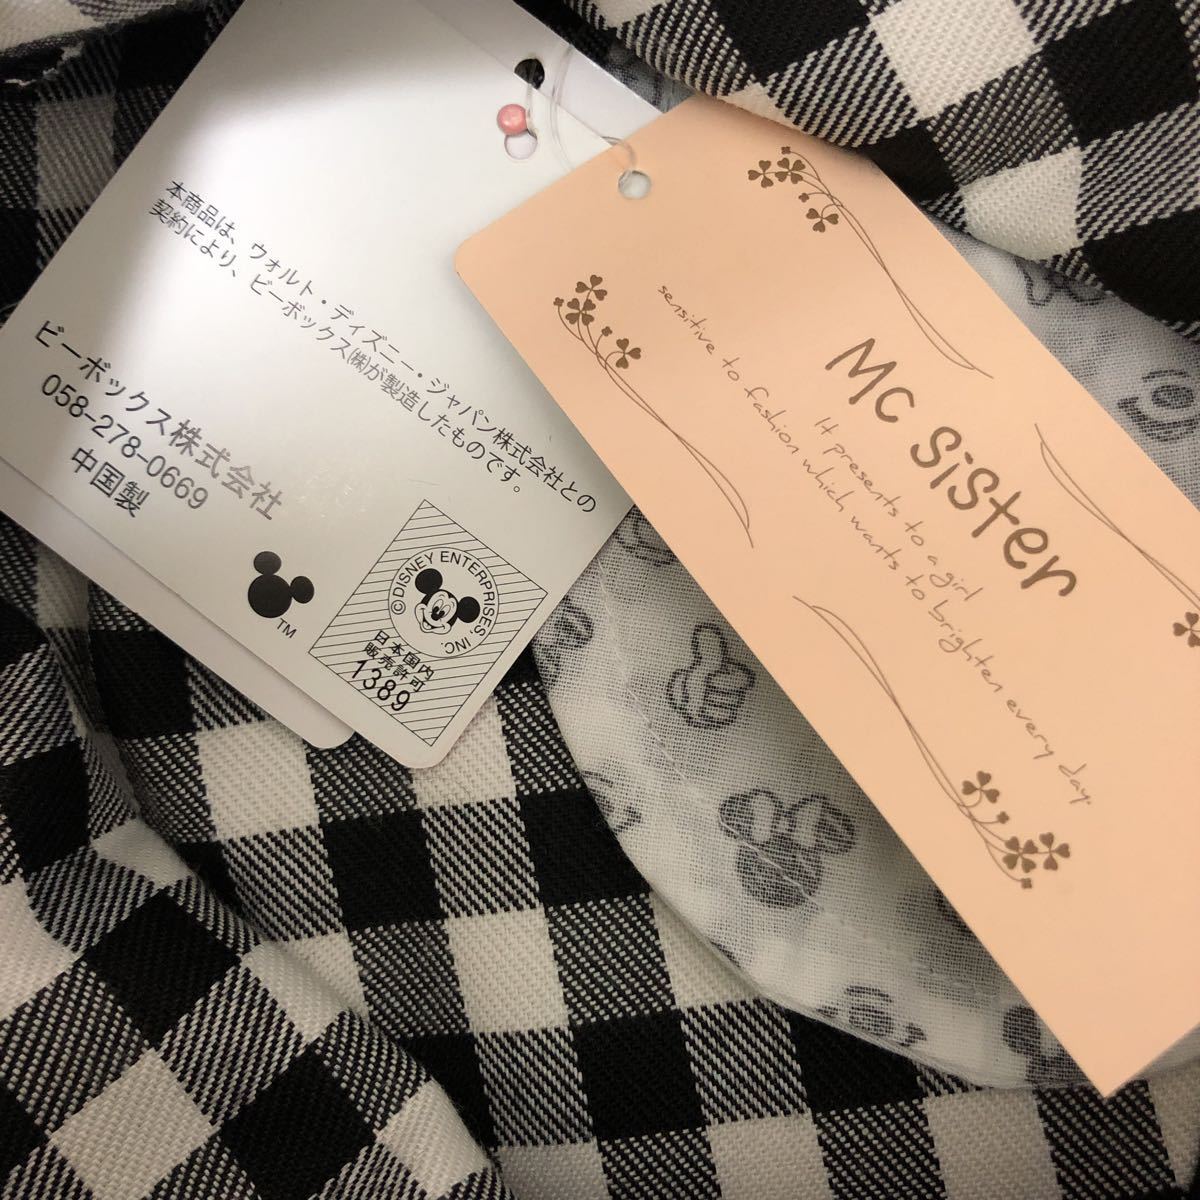 本商品は、ウォルト・ディズニー・ジャパン株式会社との
契約により、ビーボックス㈱が製造したものです。
ビーボックス株式会社
058-278-0669
中国製
TM
©DISNEY ENTERPRISES, INC.
日本国内
販売許可
1389
Mc SiSter
It presents to a girl
sensitive to fashion which wants to brighten every day.